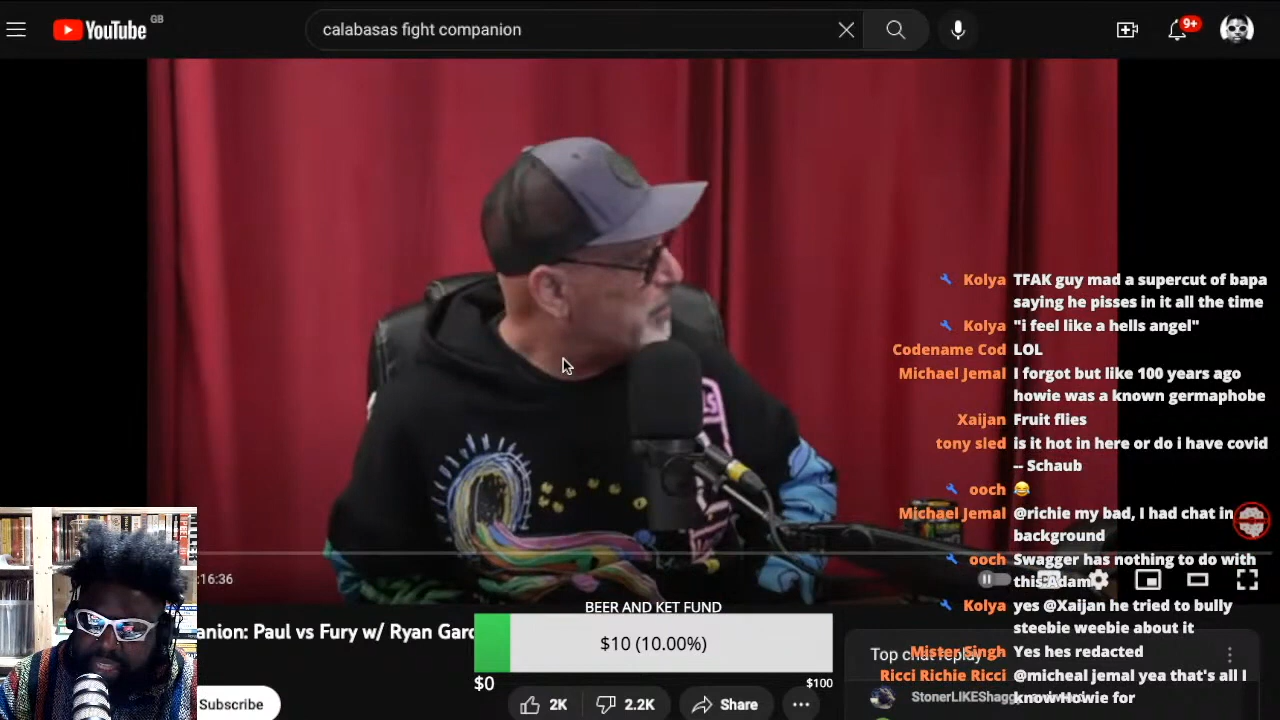 YouTube GB
calabasas fight companion
9+
Kolya TFAK guy mad a supercut of bapa
saying he pisses in it all the time
Kolya "i feel like a hells angel"
Codename Cod LOL
Michael Jemal I forgot but like 100 years ago
howie was a known germaphobe
Xaijan Fruit flies
tony sled is it hot in here or do i have covid
-- Schaub
ooch 😂
Michael Jemal @richie my bad, I had chat in
background
ooch Swagger has nothing to do with
this Adam
Kolya yes @Xaijan he tried to bully
steebie weebie about it
Mister Singh Yes hes redacted
Ricci Richie Ricci @micheal jemal yea that's all I
know Howie for
:16:36
anion: Paul vs Fury w/ Ryan Garc
BEER AND KET FUND
$10 (10.00%)
$0
$100
Subscribe
2K
2.2K
Share
Top chat replay
StonerLIKEShagg